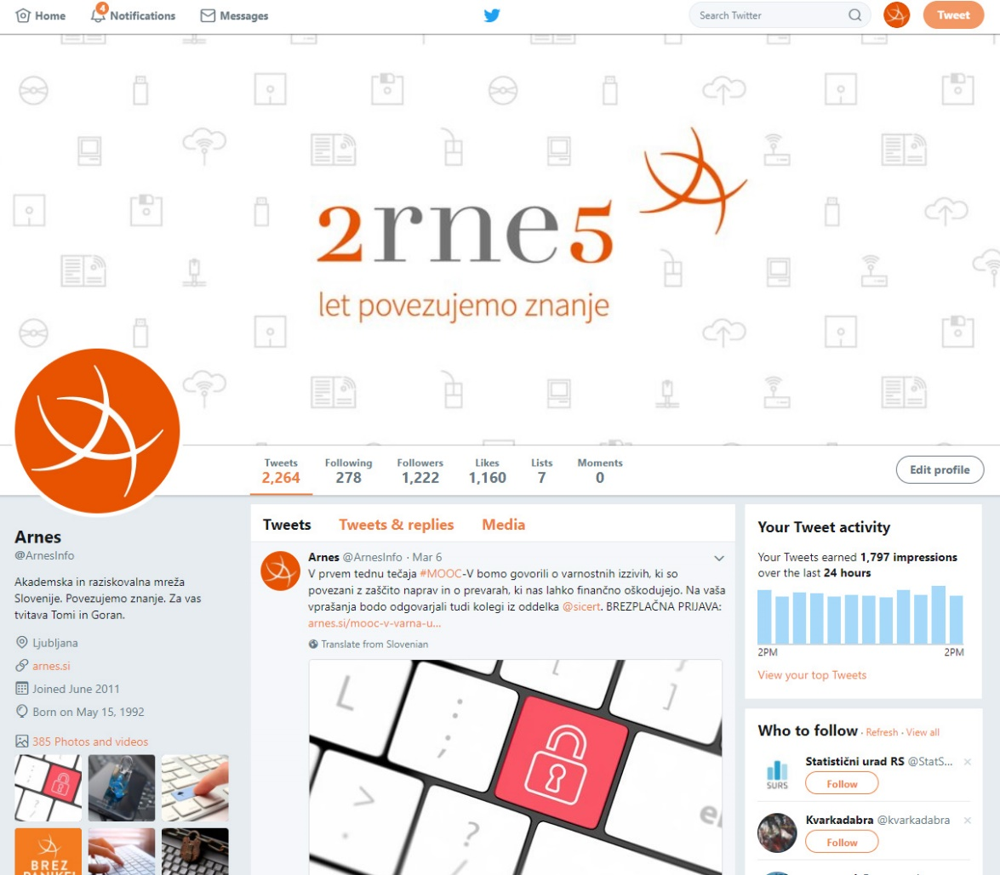 Home
4
Notifications
Messages
Search Twitter
Tweet
2rne5
let povezujemo znanje
Tweets
2,264
Following
278
Followers
1,222
Likes
1,160
Lists
7
Moments
0
Edit profile
Arnes
@ArnesInfo
Akademska in raziskovalna mreža
Slovenije. Povezujemo znanje. Za vas
tvitava Tomi in Goran.
Ljubljana
arnes.si
Joined June 2011
Born on May 15, 1992
385 Photos and videos
BREZ
Tweets
Tweets & replies
Media
Arnes @ArnesInfo · Mar 6
V prvem tednu tečaja #MOOC-V bomo govorili o varnostnih izzivih, ki so
povezani z zaščito naprav in o prevarah, ki nas lahko finančno oškodujejo. Na vaša
vprašanja bodo odgovarjali tudi kolegi iz oddelka @sicert. BREZPLAČNA PRIJAVA:
arnes.si/mooc-v-varna-u...
Translate from Slovenian
L
; :
[
]
>
?
Your Tweet activity
Your Tweets earned 1,797 impressions
over the last 24 hours
2PM
2PM
View your top Tweets
Who to follow · Refresh · View all
SURS
Statistični urad RS @StatS...
Follow
Kvarkadabra @kvarkadabra
Follow